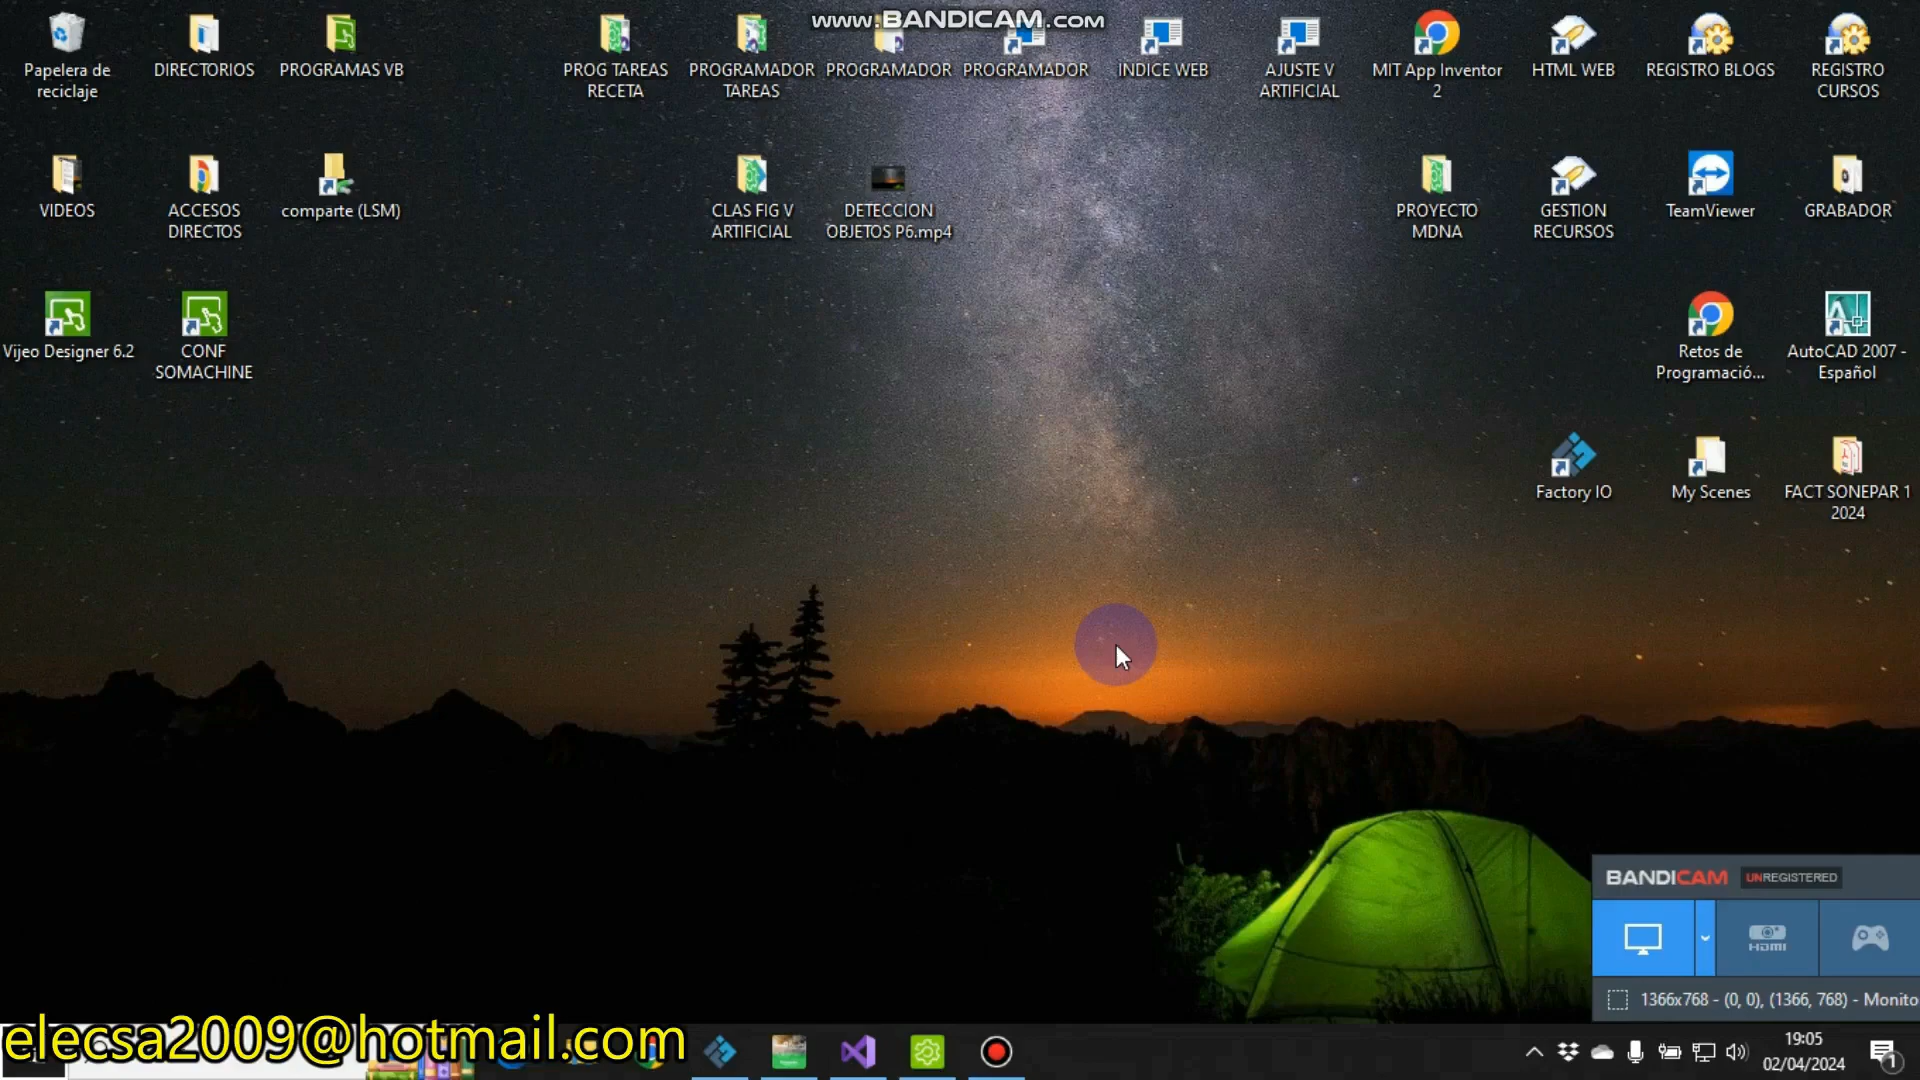 www.BANDICAM.com
Papelera de
reciclaje
DIRECTORIOS
PROGRAMAS VB
PROG TAREAS
RECETA
PROGRAMADOR
TAREAS
PROGRAMADOR
PROGRAMADOR
INDICE WEB
AJUSTE V
ARTIFICIAL
MIT App Inventor
2
HTML WEB
REGISTRO BLOGS
REGISTRO
CURSOS
VIDEOS
ACCESOS
DIRECTOS
comparte (LSM)
CLAS FIG V
ARTIFICIAL
DETECCION
OBJETOS P6.mp4
PROYECTO
MDNA
GESTION
RECURSOS
TeamViewer
GRABADOR
Vijeo Designer 6.2
CONF
SOMACHINE
Retos de
Programació...
AutoCAD 2007 -
Español
Factory IO
My Scenes
FACT SONEPAR 1
2024
BANDICAM UNREGISTERED
HDMI
1366x768 - (0, 0), (1366, 768) - Monito
elecsa2009@hotmail.com
19:05
02/04/2024
1